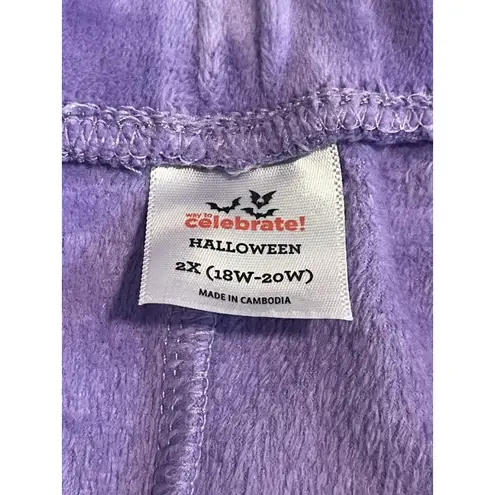 way to
celebrate!
HALLOWEEN
2X (18W-20W)
MADE IN CAMBODIA